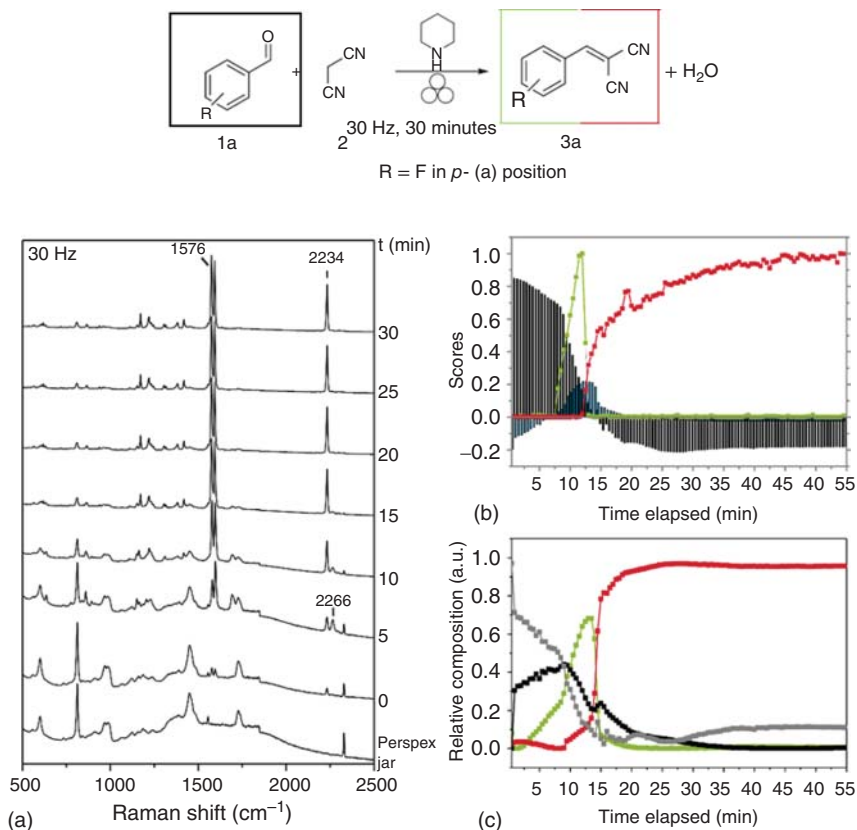 O
CN
CN
N
H
CN
CN
+
+ H₂O
R
R
1a
2
30 Hz, 30 minutes
3a
R = F in p- (a) position
30 Hz
1576
2234
t (min)
30
25
20
15
10
2266
5
0
Perspex
jar
500
1000
1500
2000
2500
Raman shift (cm⁻¹)
(a)
1.0
0.8
0.6
0.4
0.2
0.0
−0.2
Scores
5
10
15
20
25
30
35
40
45
50
55
Time elapsed (min)
(b)
1.0
0.8
0.6
0.4
0.2
0.0
Relative composition (a.u.)
5
10
15
20
25
30
35
40
45
50
55
Time elapsed (min)
(c)